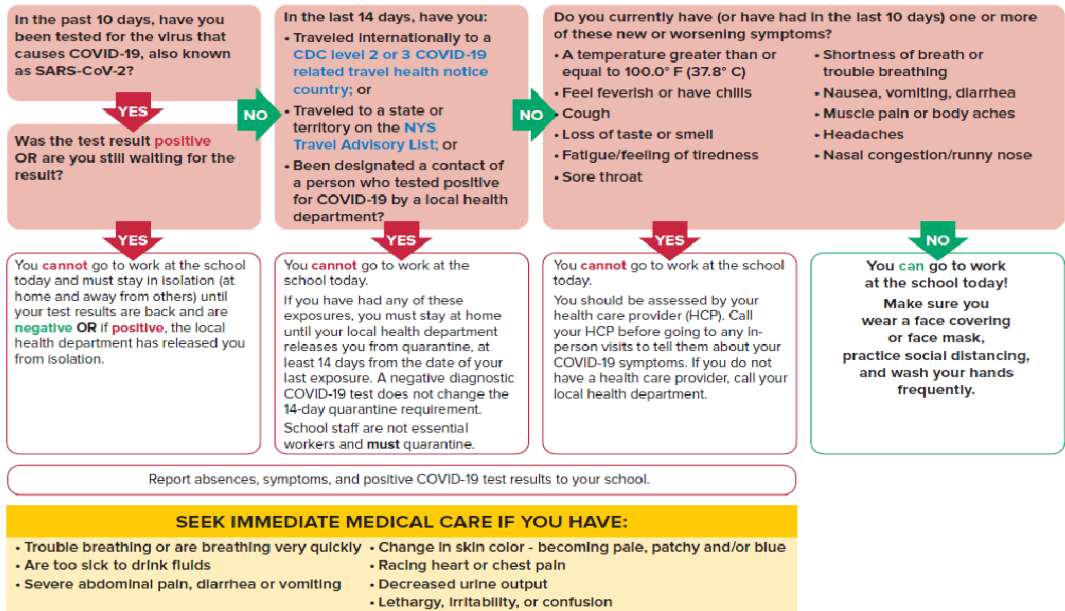 In the past 10 days, have you
been tested for the virus that
causes COVID-19, also known
as SARS-CoV-2?
YES
Was the test result positive
OR are you still waiting for the
result?
YES
You cannot go to work at the school
today and must stay in isolation (at
home and away from others) until
your test results are back and are
negative OR if positive, the local
health department has released you
from isolation.
NO
In the last 14 days, have you:
• Traveled internationally to a
CDC level 2 or 3 COVID-19
related travel health notice
country; or
• Traveled to a state or
territory on the NYS
Travel Advisory List; or
• Been designated a contact of
a person who tested positive
for COVID-19 by a local health
department?
YES
You cannot go to work at the
school today.
If you have had any of these
exposures, you must stay at home
until your local health department
releases you from quarantine, at
least 14 days from the date of your
last exposure. A negative diagnostic
COVID-19 test does not change the
14-day quarantine requirement.
School staff are not essential
workers and must quarantine.
NO
Do you currently have (or have had in the last 10 days) one or more
of these new or worsening symptoms?
• A temperature greater than or
equal to 100.0° F (37.8° C)
• Feel feverish or have chills
• Cough
• Loss of taste or smell
• Fatigue/feeling of tiredness
• Sore throat
• Shortness of breath or
trouble breathing
• Nausea, vomiting, diarrhea
• Muscle pain or body aches
• Headaches
• Nasal congestion/runny nose
YES
You cannot go to work at the school
today.
You should be assessed by your
health care provider (HCP). Call
your HCP before going to any in-
person visits to tell them about your
COVID-19 symptoms. If you do not
have a health care provider, call your
local health department.
NO
You can go to work
at the school today!
Make sure you
wear a face covering
or face mask,
practice social distancing,
and wash your hands
frequently.
Report absences, symptoms, and positive COVID-19 test results to your school.
SEEK IMMEDIATE MEDICAL CARE IF YOU HAVE:
• Trouble breathing or are breathing very quickly
• Are too sick to drink fluids
• Severe abdominal pain, diarrhea or vomiting
• Change in skin color - becoming pale, patchy and/or blue
• Racing heart or chest pain
• Decreased urine output
• Lethargy, irritability, or confusion